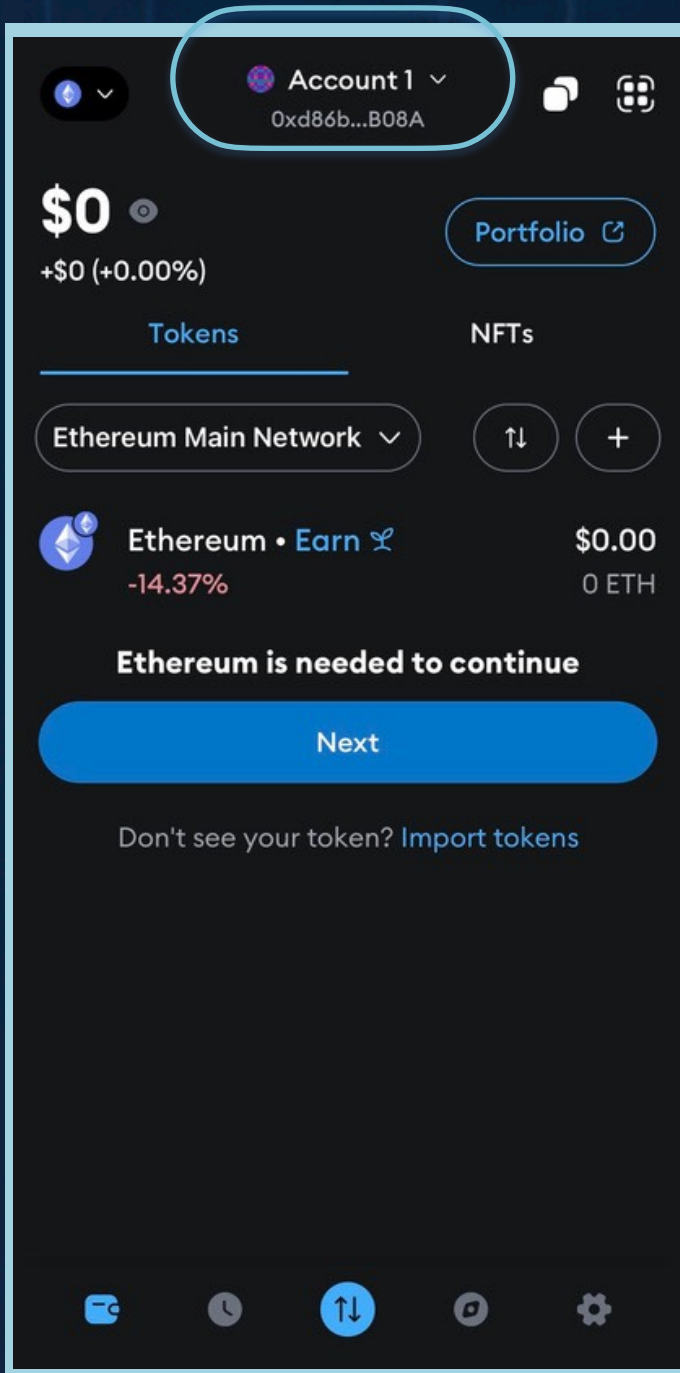 Account 1
0xd86b...B08A
$0
Portfolio
+$0 (+0.00%)
Tokens NFTs
Ethereum Main Network
Ethereum • Earn $0.00
-14.37% 0 ETH
Ethereum is needed to continue
Next
Don't see your token? Import tokens